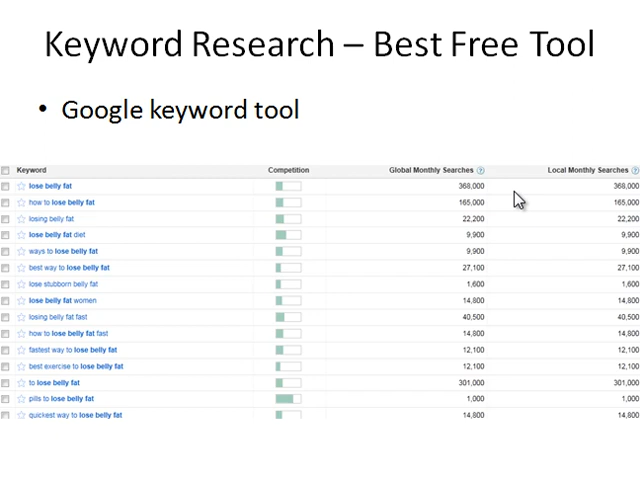 Keyword Research – Best Free Tool
• Google keyword tool
Keyword Competition Global Monthly Searches ? Local Monthly Searches ?
lose belly fat 368,000 368,000
how to lose belly fat 165,000 165,000
losing belly fat 22,200 22,200
lose belly fat diet 9,900 9,900
ways to lose belly fat 9,900 9,900
best way to lose belly fat 27,100 27,100
lose stubborn belly fat 1,600 1,600
lose belly fat women 14,800 14,800
losing belly fat fast 40,500 40,500
how to lose belly fat fast 14,800 14,800
fastest way to lose belly fat 12,100 12,100
best exercise to lose belly fat 12,100 12,100
to lose belly fat 301,000 301,000
pills to lose belly fat 1,000 1,000
quickest way to lose belly fat 14,800 14,800